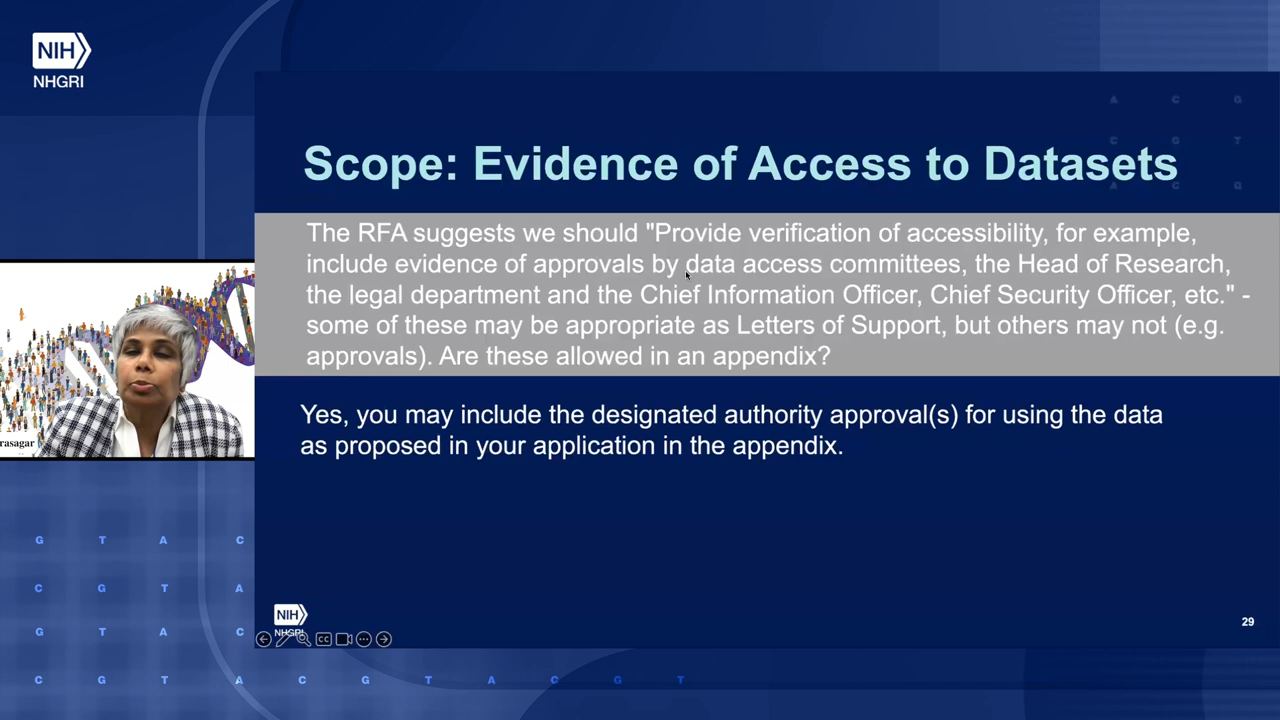 NIH
NHGRI
A C G
C G T
A C G
Scope: Evidence of Access to Datasets
The RFA suggests we should "Provide verification of accessibility, for example,
include evidence of approvals by data access committees, the Head of Research,
the legal department and the Chief Information Officer, Chief Security Officer, etc." -
some of these may be appropriate as Letters of Support, but others may not (e.g.
approvals). Are these allowed in an appendix?
Yes, you may include the designated authority approval(s) for using the data
as proposed in your application in the appendix.
rasagar
G T A C
C G T A
G T A C
NIH
NHGRI
CC
29
C G T A C G T A C G T